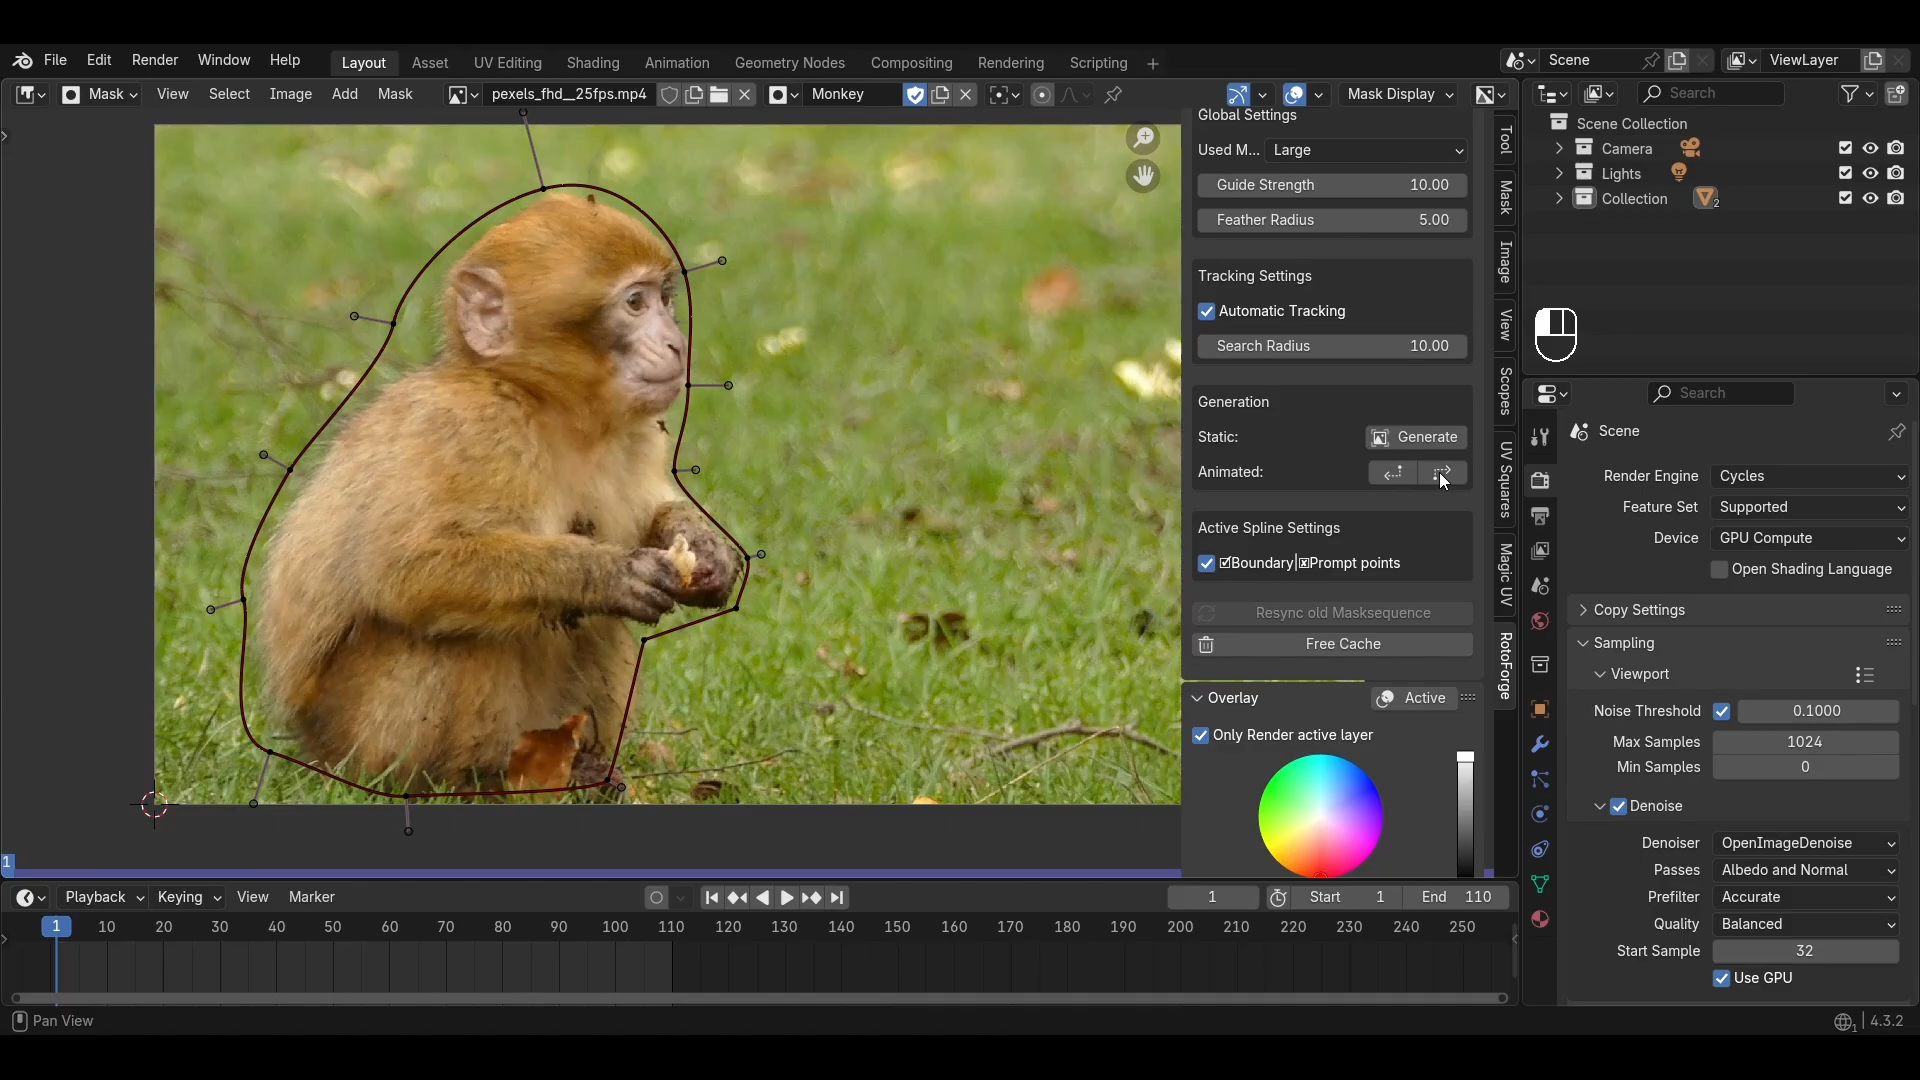 File Edit Render Window Help Layout Asset UV Editing Shading Animation Geometry Nodes Compositing Rendering Scripting + Scene ViewLayer
Mask View Select Image Add Mask pexels_fhd__25fps.mp4 Monkey Mask Display Search
Global Settings
Used M... Large
Guide Strength 10.00
Feather Radius 5.00
Tracking Settings
Automatic Tracking
Search Radius 10.00
Generation
Static: Generate
Animated:
Active Spline Settings
Boundary|Prompt points
Resync old Masksequence
Free Cache
Overlay Active
Only Render active layer
Tool
Mask
Image
View
Scopes
UV Squares
Magic UV
RotoForge
Scene Collection
Camera
Lights
Collection 2
Search
Scene
Render Engine Cycles
Feature Set Supported
Device GPU Compute
Open Shading Language
Copy Settings
Sampling
Viewport
Noise Threshold 0.1000
Max Samples 1024
Min Samples 0
Denoise
Denoiser OpenImageDenoise
Passes Albedo and Normal
Prefilter Accurate
Quality Balanced
Start Sample 32
Use GPU
1
Playback Keying View Marker 1 Start 1 End 110
1 10 20 30 40 50 60 70 80 90 100 110 120 130 140 150 160 170 180 190 200 210 220 230 240 250
Pan View 1 4.3.2